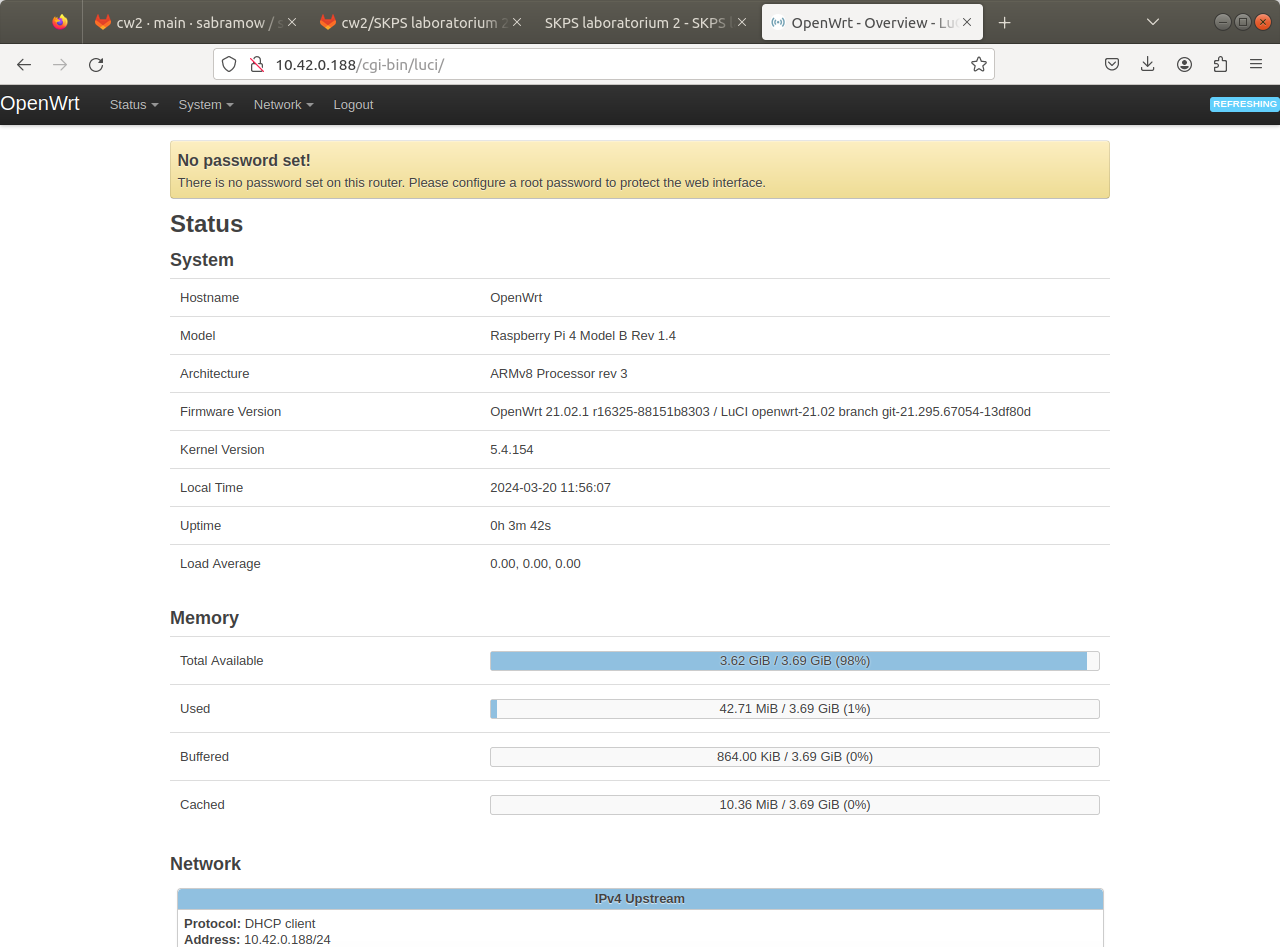 cw2 · main · sabramow / s
cw2/SKPS laboratorium 2
SKPS laboratorium 2 - SKPS l
OpenWrt - Overview - LuC
10.42.0.188/cgi-bin/luci/
OpenWrt Status System Network Logout REFRESHING
No password set!
There is no password set on this router. Please configure a root password to protect the web interface.
Status
System
Hostname OpenWrt
Model Raspberry Pi 4 Model B Rev 1.4
Architecture ARMv8 Processor rev 3
Firmware Version OpenWrt 21.02.1 r16325-88151b8303 / LuCI openwrt-21.02 branch git-21.295.67054-13df80d
Kernel Version 5.4.154
Local Time 2024-03-20 11:56:07
Uptime 0h 3m 42s
Load Average 0.00, 0.00, 0.00
Memory
Total Available 3.62 GiB / 3.69 GiB (98%)
Used 42.71 MiB / 3.69 GiB (1%)
Buffered 864.00 KiB / 3.69 GiB (0%)
Cached 10.36 MiB / 3.69 GiB (0%)
Network
IPv4 Upstream
Protocol: DHCP client
Address: 10.42.0.188/24